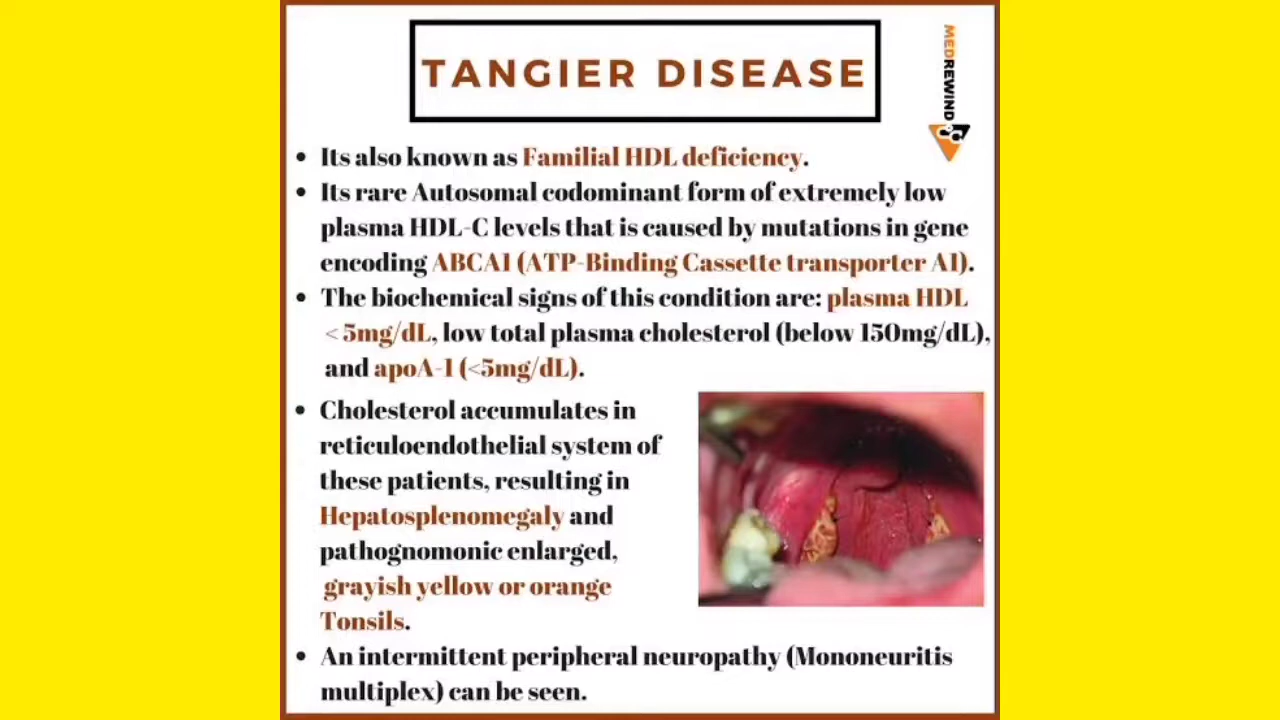 TANGIER DISEASE
MEDREWIND
• Its also known as Familial HDL deficiency.
• Its rare Autosomal codominant form of extremely low
plasma HDL-C levels that is caused by mutations in gene
encoding ABCA1 (ATP-Binding Cassette transporter A1).
• The biochemical signs of this condition are: plasma HDL
< 5mg/dL, low total plasma cholesterol (below 150mg/dL),
and apoA-1 (<5mg/dL).
• Cholesterol accumulates in
reticuloendothelial system of
these patients, resulting in
Hepatosplenomegaly and
pathognomonic enlarged,
grayish yellow or orange
Tonsils.
• An intermittent peripheral neuropathy (Mononeuritis
multiplex) can be seen.